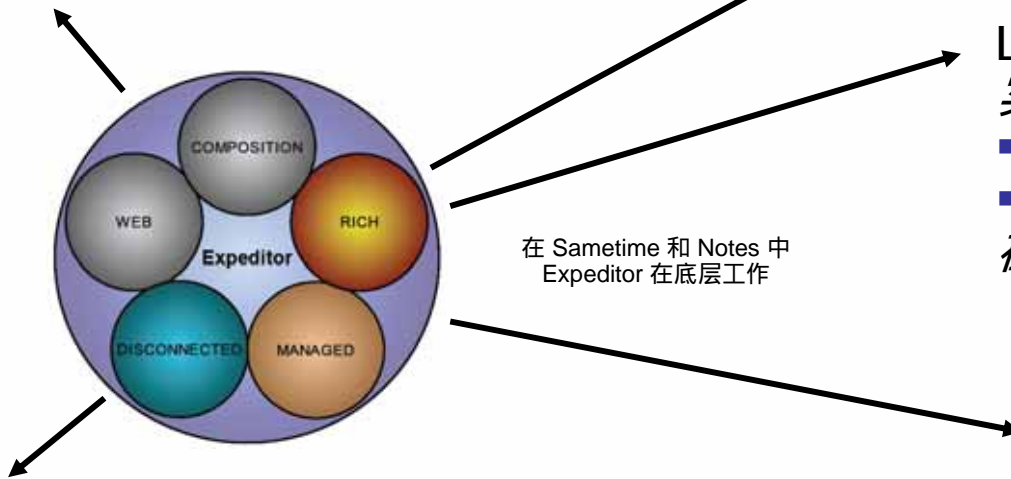 COMPOSITION
WEB
RICH
Expeditor
DISCONNECTED
MANAGED
在 Sametime 和 Notes 中
Expeditor 在底层工作
L